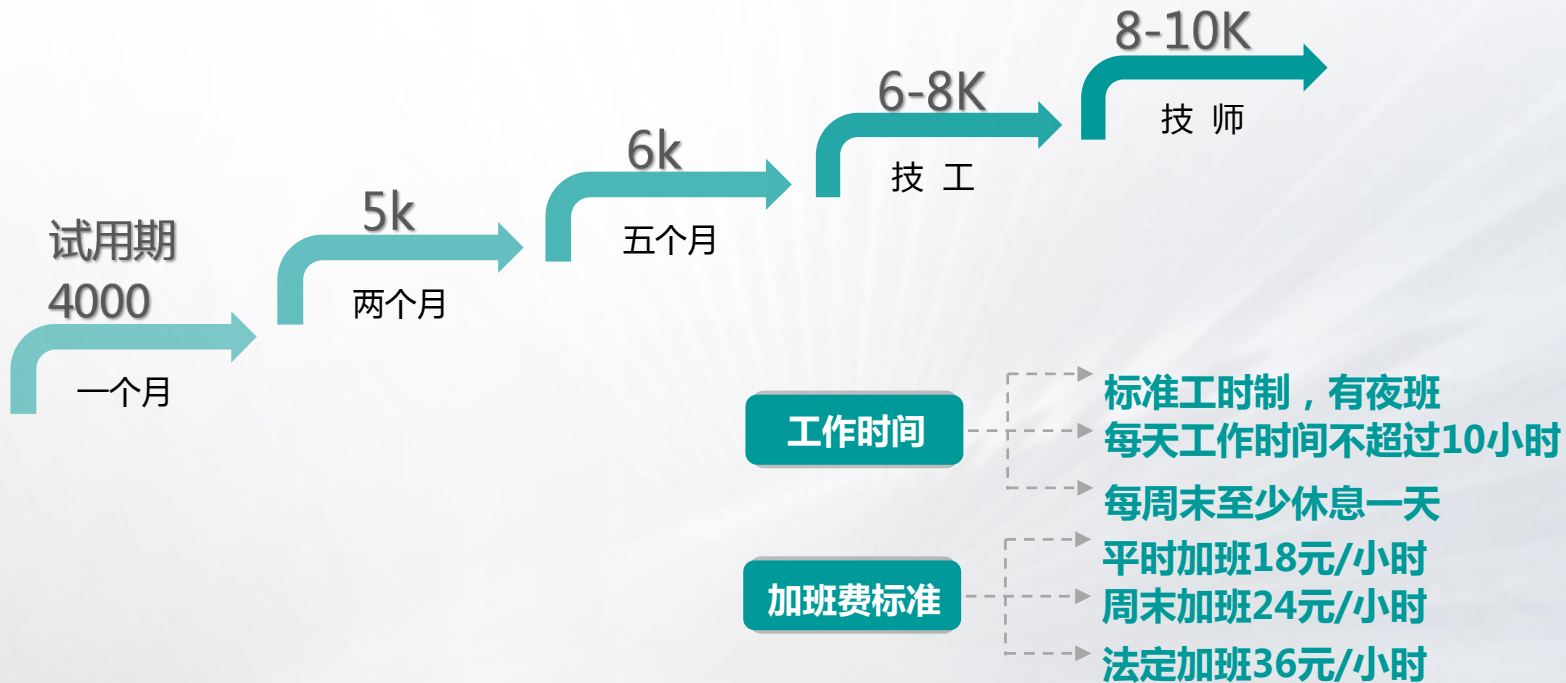 试用期
4000
一个月
5k
两个月
6k
五个月
6-8K
技 工
8-10K
技 师
工作时间
标准工时制，有夜班
每天工作时间不超过10小时
每周末至少休息一天
加班费标准
平时加班18元/小时
周末加班24元/小时
法定加班36元/小时